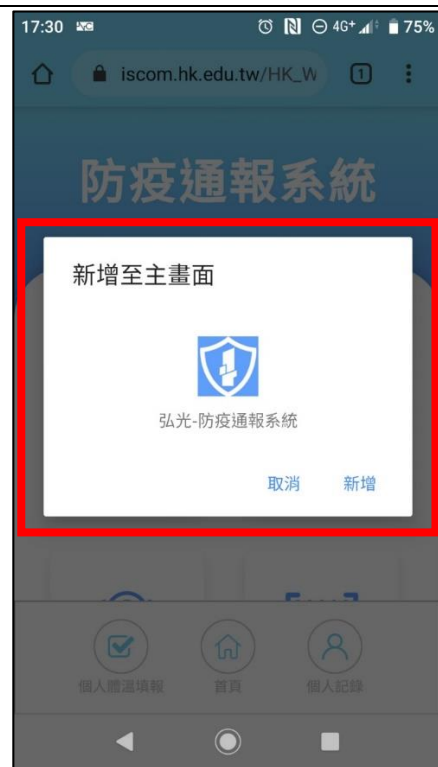 17:30 4G+ 75%
iscom.hk.edu.tw/HK_W 1
防疫通報系統
新增至主畫面
弘光-防疫通報系統
取消 新增
個人體溫填報 首頁 個人記錄